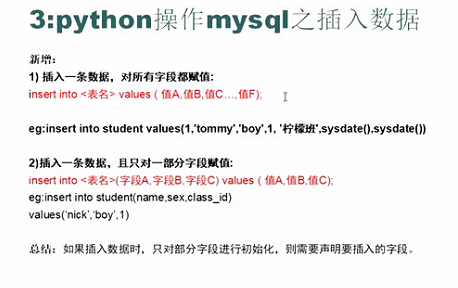 3:python操作mysql之插入数据
新增:
1) 插入一条数据，对所有字段都赋值:
insert into <表名> values ( 值A,值B,值C…,值F);
eg:insert into student values(1,'tommy','boy',1, '柠檬班',sysdate(),sysdate())
2)插入一条数据，且只对一部分字段赋值:
insert into <表名>(字段A,字段B,字段C) values ( 值A,值B,值C);
eg:insert into student(name,sex,class_id)
values(‘nick’,‘boy’,1)
总结：如果插入数据时，只对部分字段进行初始化，则需要声明要插入的字段。